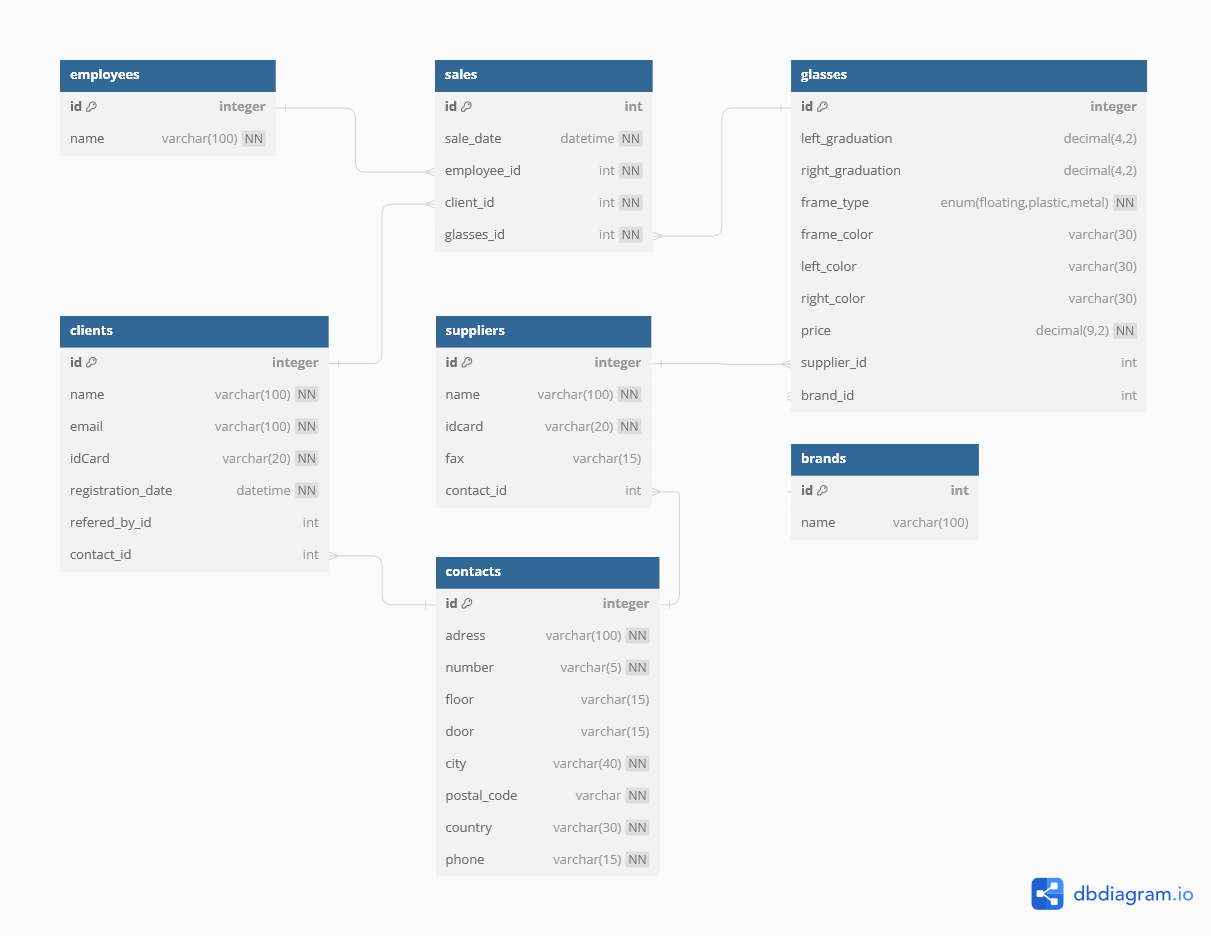 employees
id integer
name varchar(100) NN
sales
id int
sale_date datetime NN
employee_id int NN
client_id int NN
glasses_id int NN
glasses
id integer
left_graduation decimal(4,2)
right_graduation decimal(4,2)
frame_type enum(floating,plastic,metal) NN
frame_color varchar(30)
left_color varchar(30)
right_color varchar(30)
price decimal(9,2) NN
supplier_id int
brand_id int
clients
id integer
name varchar(100) NN
email varchar(100) NN
idCard varchar(20) NN
registration_date datetime NN
refered_by_id int
contact_id int
suppliers
id integer
name varchar(100) NN
idcard varchar(20) NN
fax varchar(15)
contact_id int
brands
id int
name varchar(100)
contacts
id integer
adress varchar(100) NN
number varchar(5) NN
floor varchar(15)
door varchar(15)
city varchar(40) NN
postal_code varchar NN
country varchar(30) NN
phone varchar(15) NN
dbdiagram.io